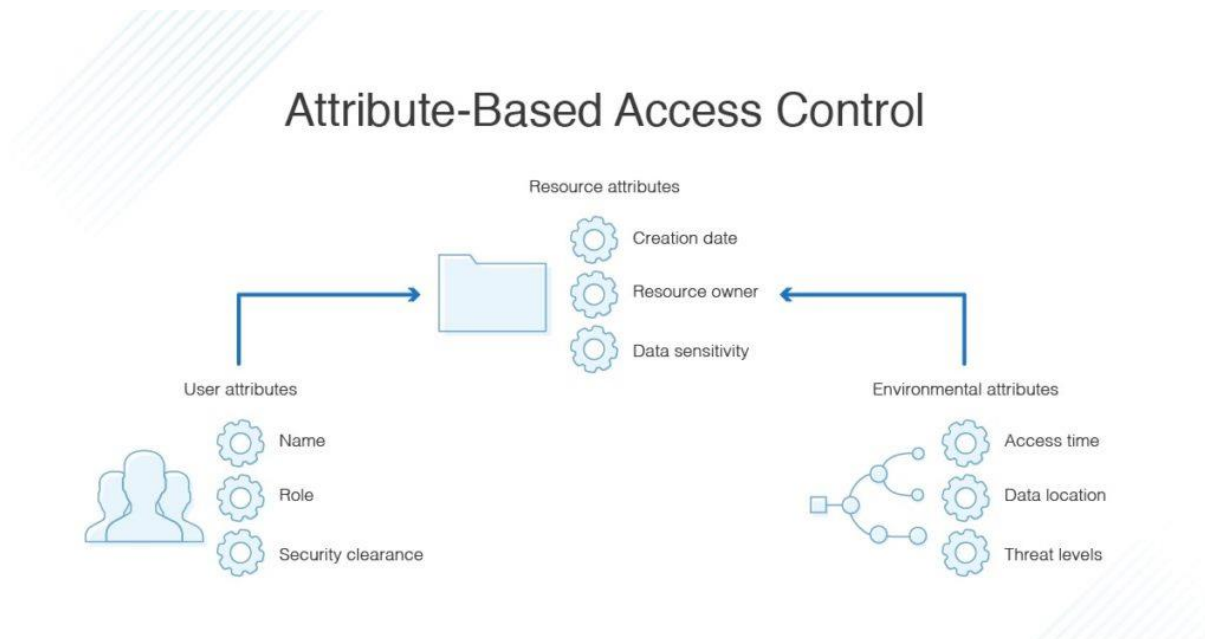 Attribute-Based Access Control
Resource attributes
Creation date
Resource owner
Data sensitivity
User attributes
Name
Role
Security clearance
Environmental attributes
Access time
Data location
Threat levels